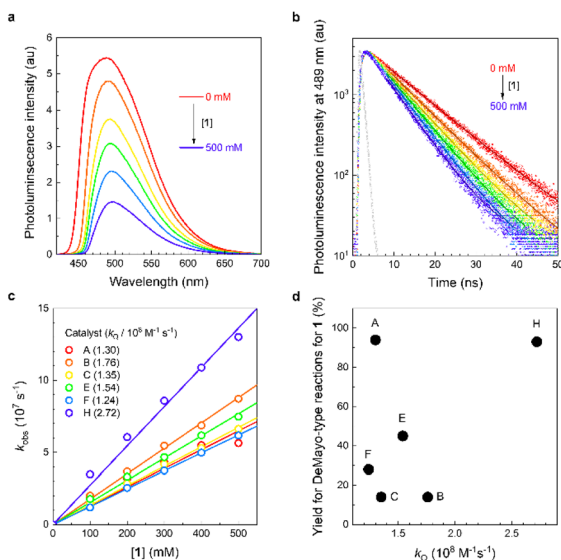 a
Photoluminsecence intensity (au)
6
5
4
3
2
1
0
0 mM
[1]
500 mM
450 500 550 600 650 700
Wavelength (nm)
b
Photoluminescence intensity at 489 nm (au)
10³
10²
10¹
0 mM
[1]
500 mM
0 10 20 30 40 50
Time (ns)
c
kobs (10⁷ s⁻¹)
15
10
5
0
Catalyst (kQ / 10⁸ M⁻¹ s⁻¹)
A (1.30)
B (1.76)
C (1.35)
E (1.54)
F (1.24)
H (2.72)
0 100 200 300 400 500
[1] (mM)
d
Yield for DeMayo-type reactions for 1 (%)
100
80
60
40
20
0
A
H
E
F
C
B
1.5 2.0 2.5
kQ (10⁸ M⁻¹s⁻¹)